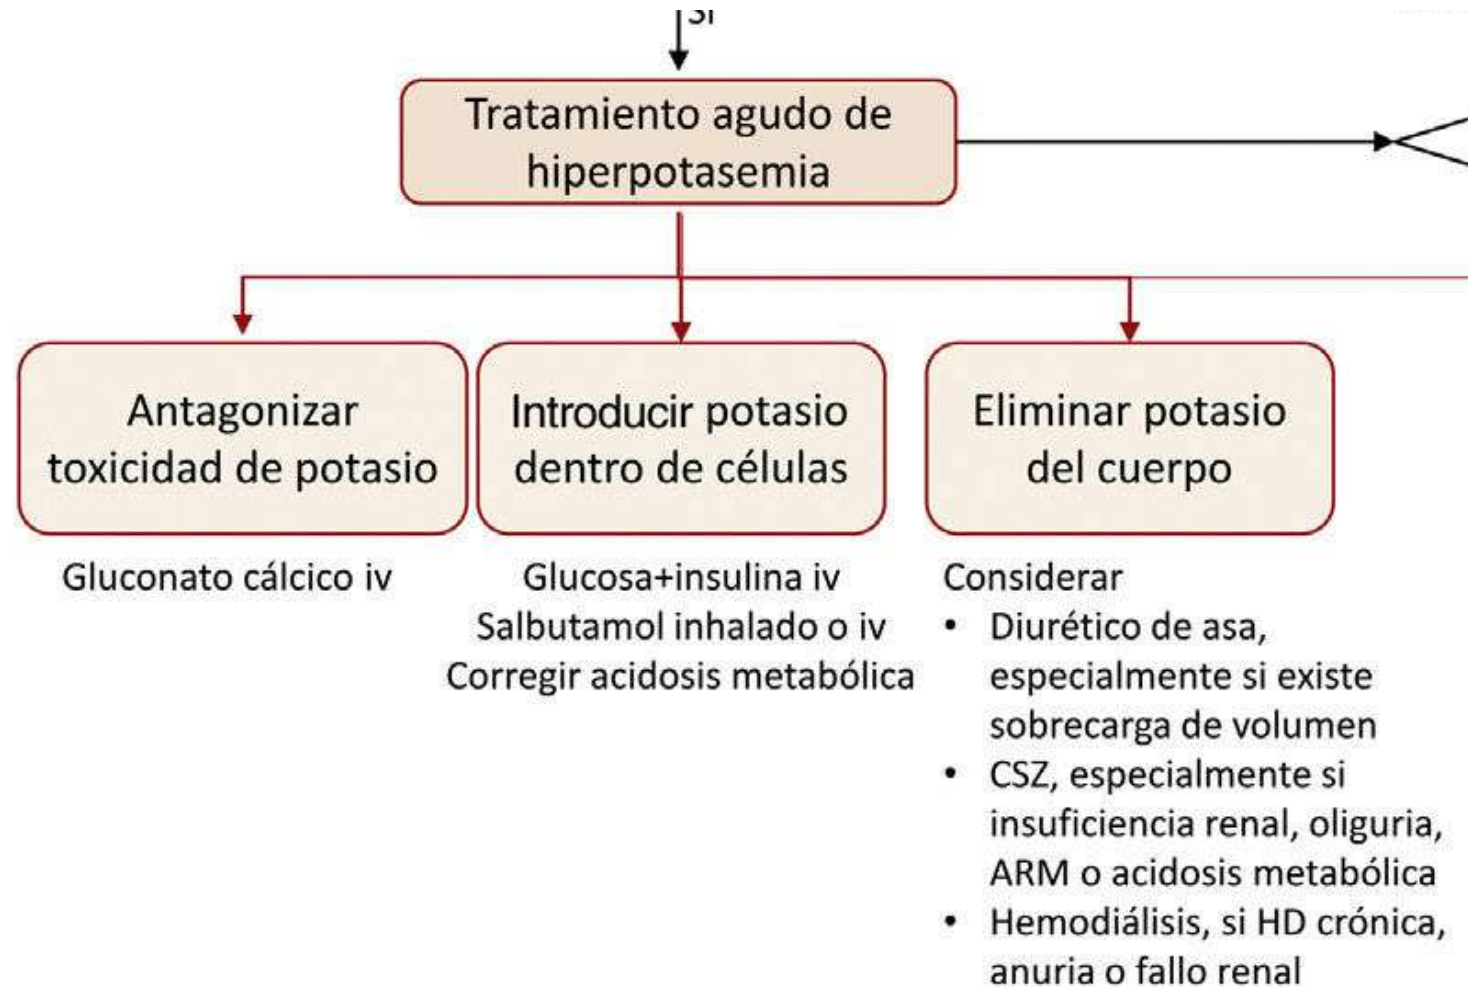 Sí
Tratamiento agudo de
hiperpotasemia
Antagonizar
toxicidad de potasio
Gluconato cálcico iv
Introducir potasio
dentro de células
Glucosa+insulina iv
Salbutamol inhalado o iv
Corregir acidosis metabólica
Eliminar potasio
del cuerpo
Considerar
• Diurético de asa,
especialmente si existe
sobrecarga de volumen
• CSZ, especialmente si
insuficiencia renal, oliguria,
ARM o acidosis metabólica
• Hemodiálisis, si HD crónica,
anuria o fallo renal